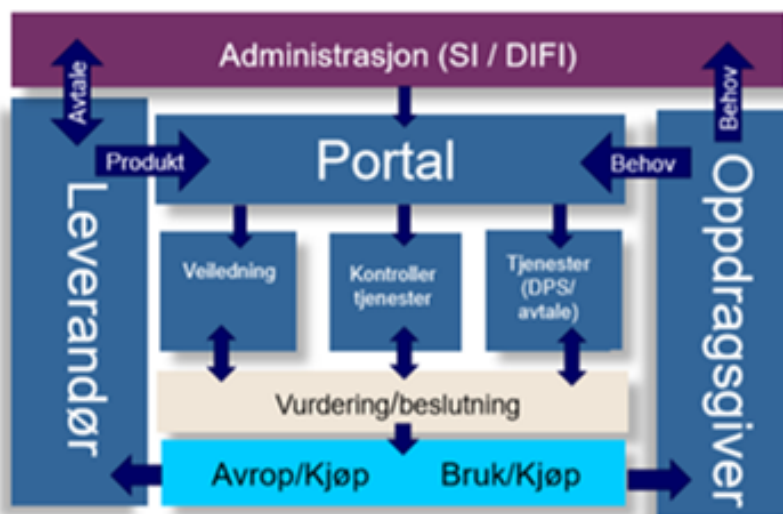 Administrasjon (SI / DIFI)
Avtale
Behov
Portal
Produkt
Behov
Leverandør
Oppdragsgiver
Veiledning
Kontroller
tjenester
Tjenester
(DPS/
avtale)
Vurdering/beslutning
Avrop/Kjøp
Bruk/Kjøp